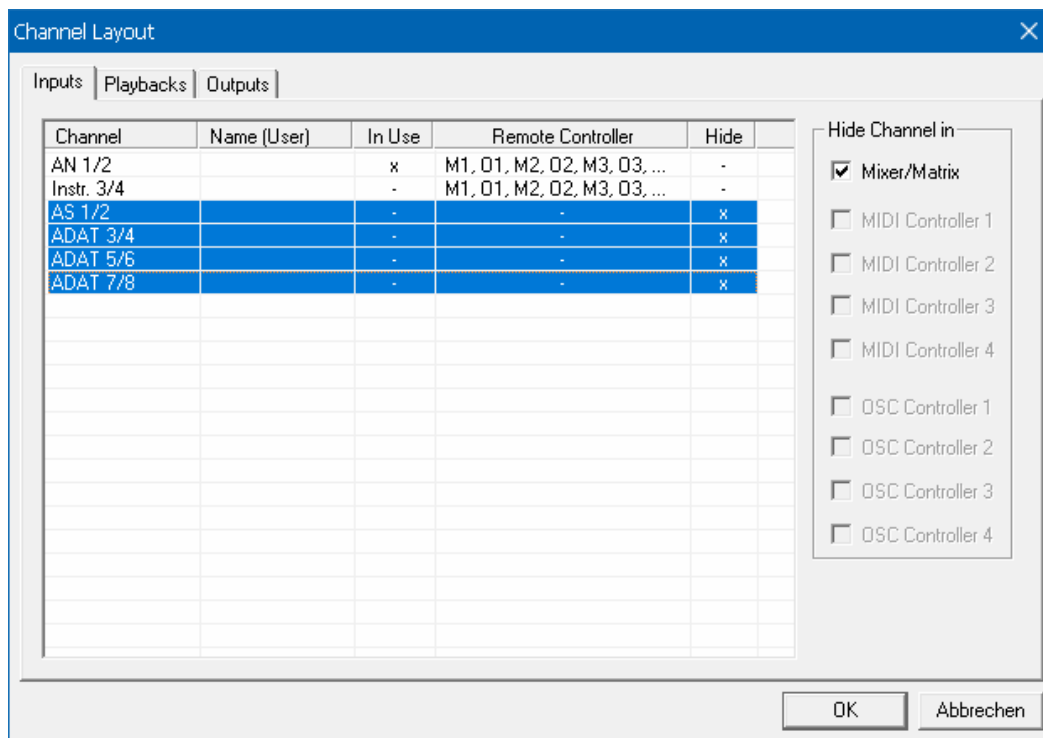 Channel Layout
Inputs Playbacks Outputs
Channel Name (User) In Use Remote Controller Hide
AN 1/2 x M1, O1, M2, O2, M3, O3, ... -
Instr. 3/4 - M1, O1, M2, O2, M3, O3, ... -
AS 1/2 - - x
ADAT 3/4 - - x
ADAT 5/6 - - x
ADAT 7/8 - - x
Hide Channel in
Mixer/Matrix
MIDI Controller 1
MIDI Controller 2
MIDI Controller 3
MIDI Controller 4
OSC Controller 1
OSC Controller 2
OSC Controller 3
OSC Controller 4
OK Abbrechen